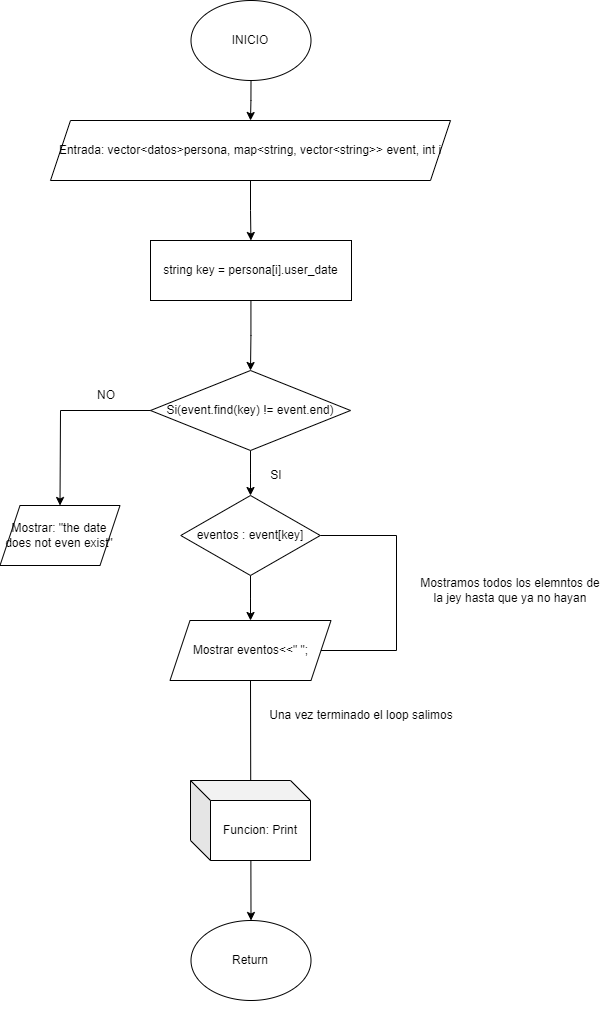 INICIO
Entrada: vector<datos>persona, map<string, vector<string>> event, int i
string key = persona[i].user_date
Si(event.find(key) != event.end)
NO
SI
Mostrar: "the date
does not even exist"
eventos : event[key]
Mostramos todos los elemntos de
la jey hasta que ya no hayan
Mostrar eventos<<" ";
Una vez terminado el loop salimos
Funcion: Print
Return